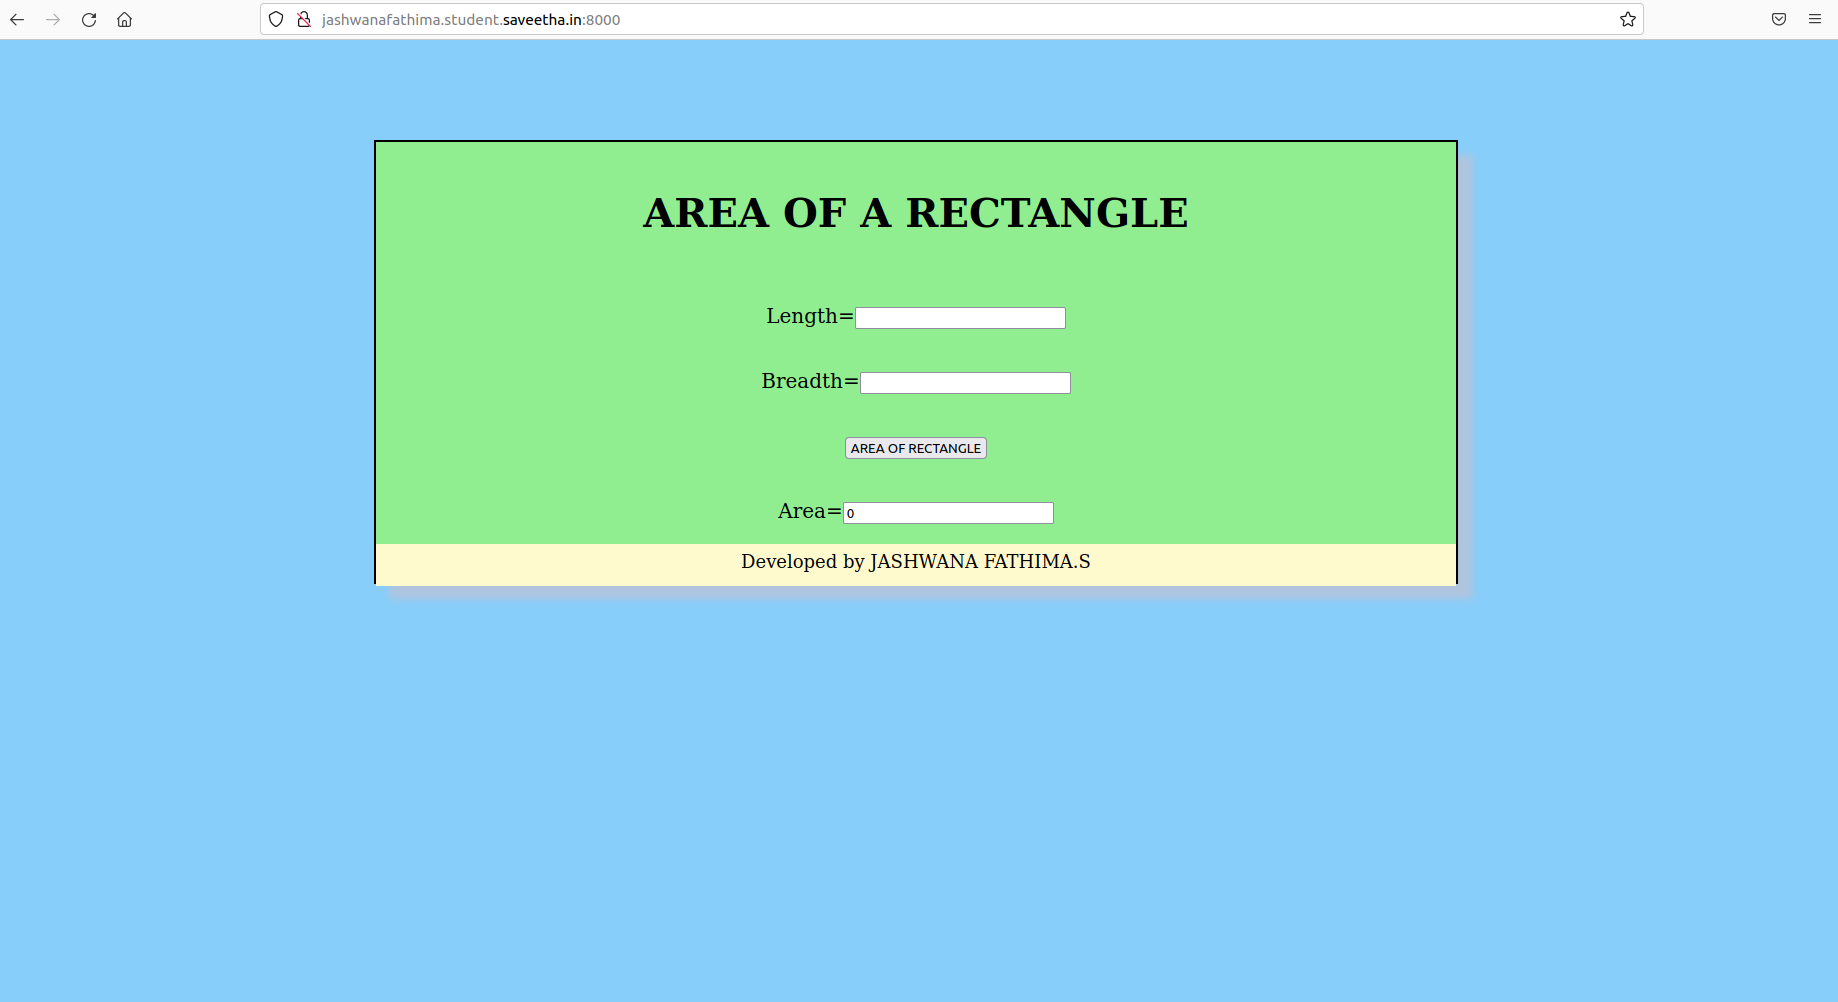 jashwanafathima.student.saveetha.in:8000
AREA OF A RECTANGLE
Length=
Breadth=
AREA OF RECTANGLE
Area=0
Developed by JASHWANA FATHIMA.S